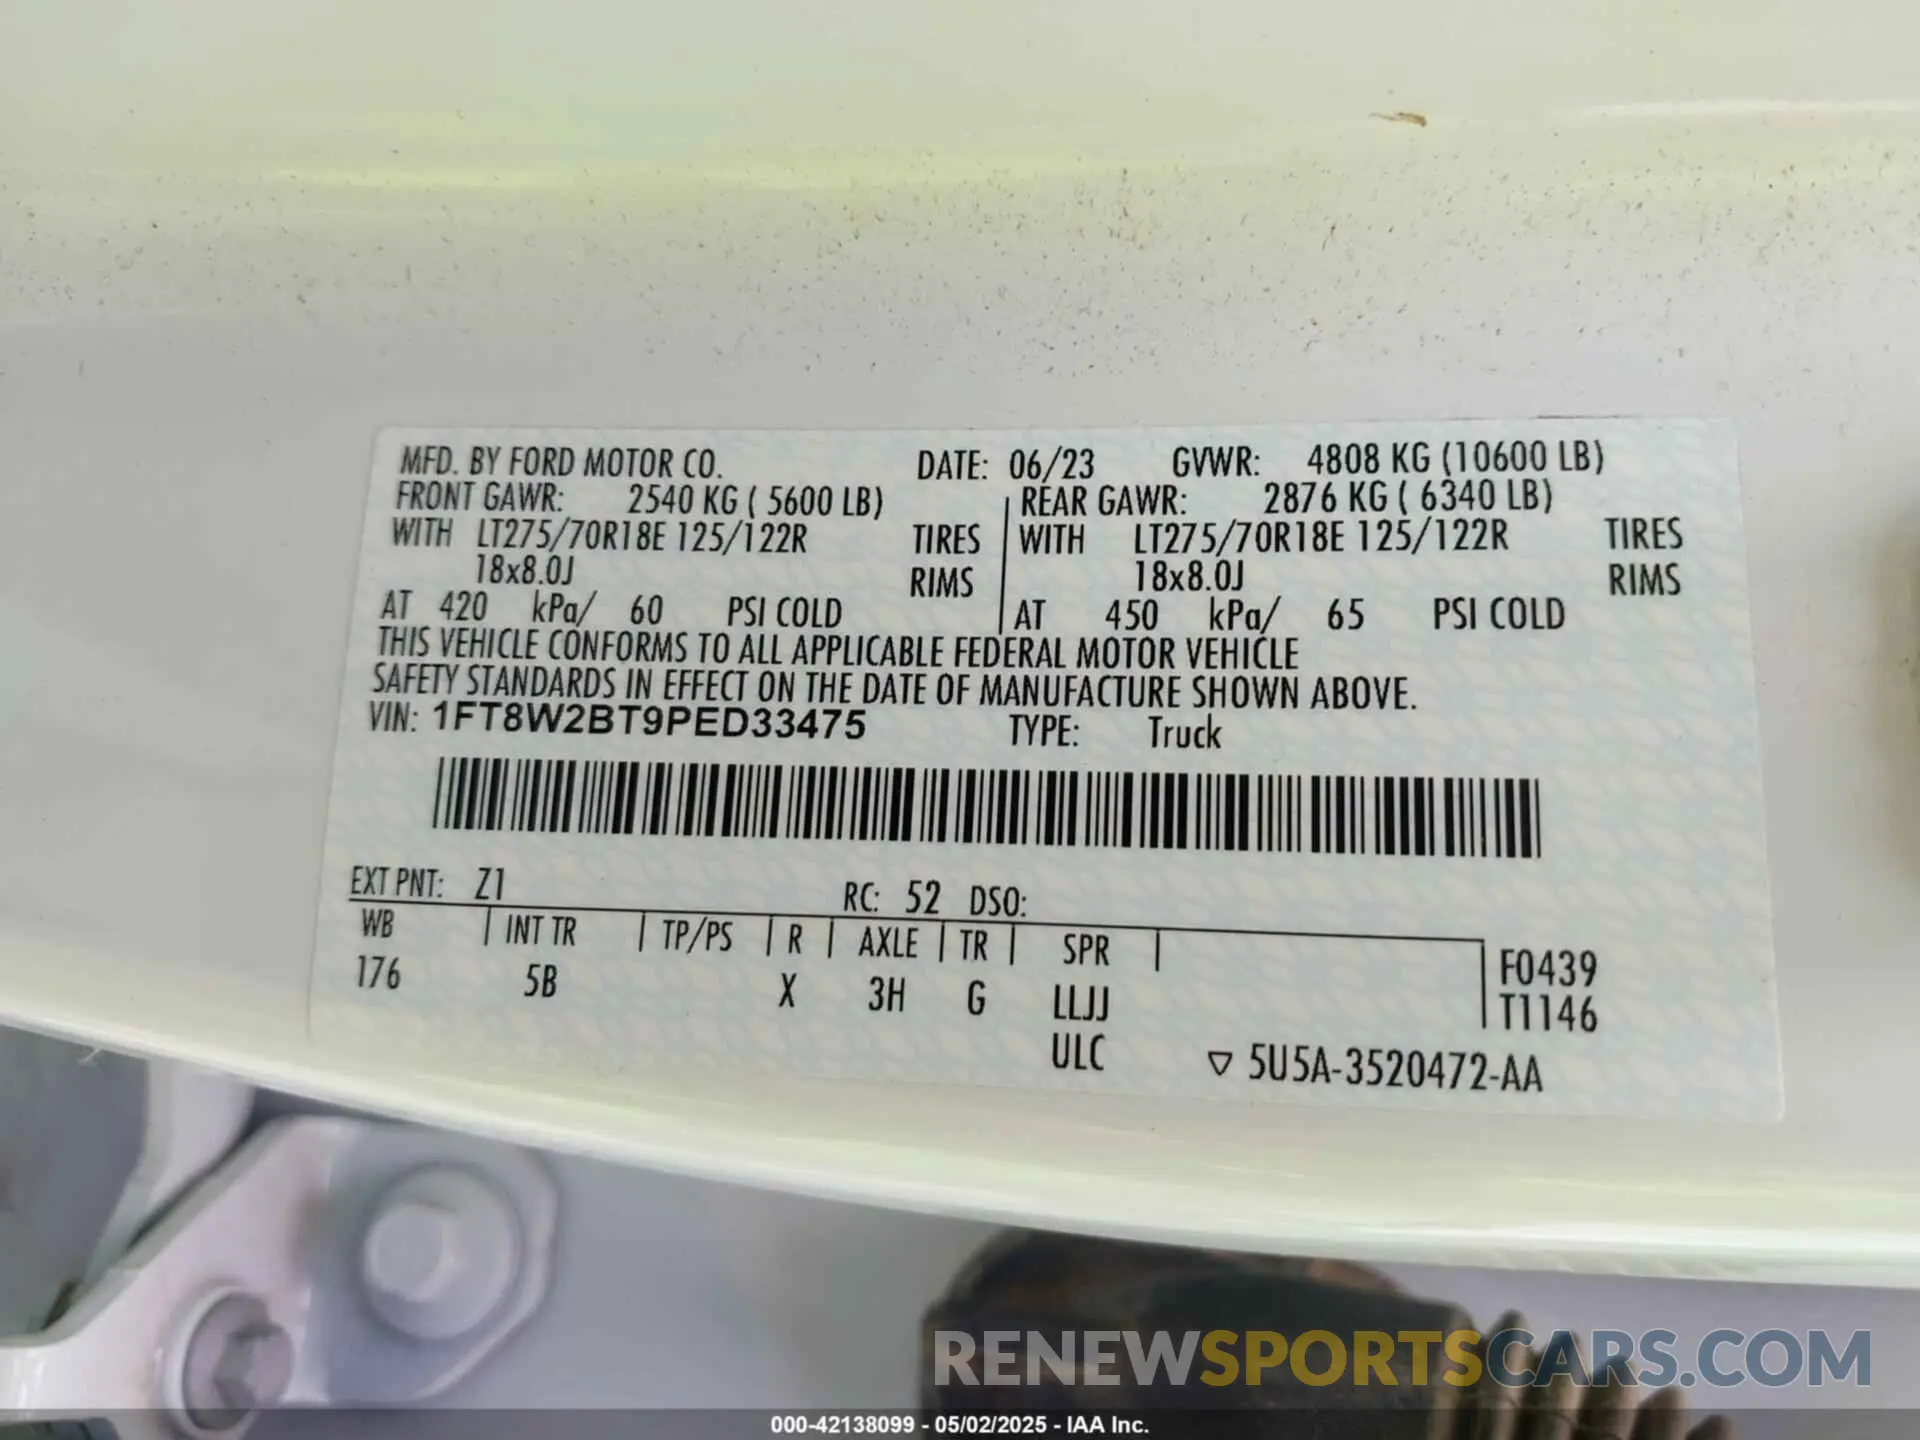 MFD. BY FORD MOTOR CO. DATE: 06/23 GVWR: 4808 KG (10600 LB)
FRONT GAWR: 2540 KG ( 5600 LB) REAR GAWR: 2876 KG ( 6340 LB)
WITH LT275/70R18E 125/122R TIRES WITH LT275/70R18E 125/122R TIRES
18x8.0J RIMS 18x8.0J RIMS
AT 420 kPa/ 60 PSI COLD AT 450 kPa/ 65 PSI COLD
THIS VEHICLE CONFORMS TO ALL APPLICABLE FEDERAL MOTOR VEHICLE
SAFETY STANDARDS IN EFFECT ON THE DATE OF MANUFACTURE SHOWN ABOVE.
VIN: 1FT8W2BT9PED33475 TYPE: Truck
EXT PNT: Z1 RC: 52 DSO:
WB INT TR TP/PS R AXLE TR SPR F0439
176 5B X 3H G LLJJ T1146
ULC ▽ 5U5A-3520472-AA
RENEWSPORTSCARS.COM
000-42138099 - 05/02/2025 - IAA Inc.